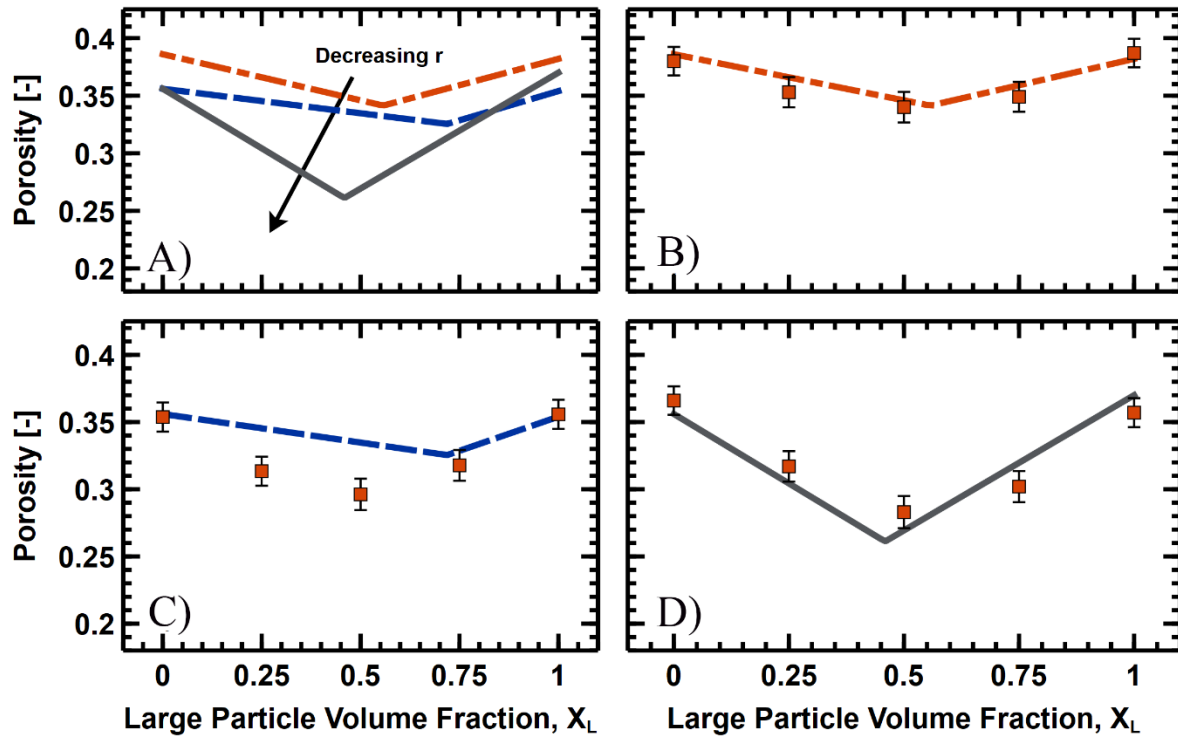 Porosity [-]
0.4
0.35
0.3
0.25
0.2
Decreasing r
A)
B)
Porosity [-]
0.4
0.35
0.3
0.25
0.2
C)
D)
0 0.25 0.5 0.75 1
0 0.25 0.5 0.75 1
Large Particle Volume Fraction, XL
Large Particle Volume Fraction, XL